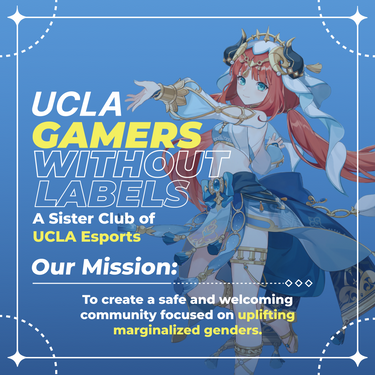 UCLA
GAMERS
WITHOUT
LABELS
A Sister Club of
UCLA Esports
Our Mission:
To create a safe and welcoming
community focused on uplifting
marginalized genders.